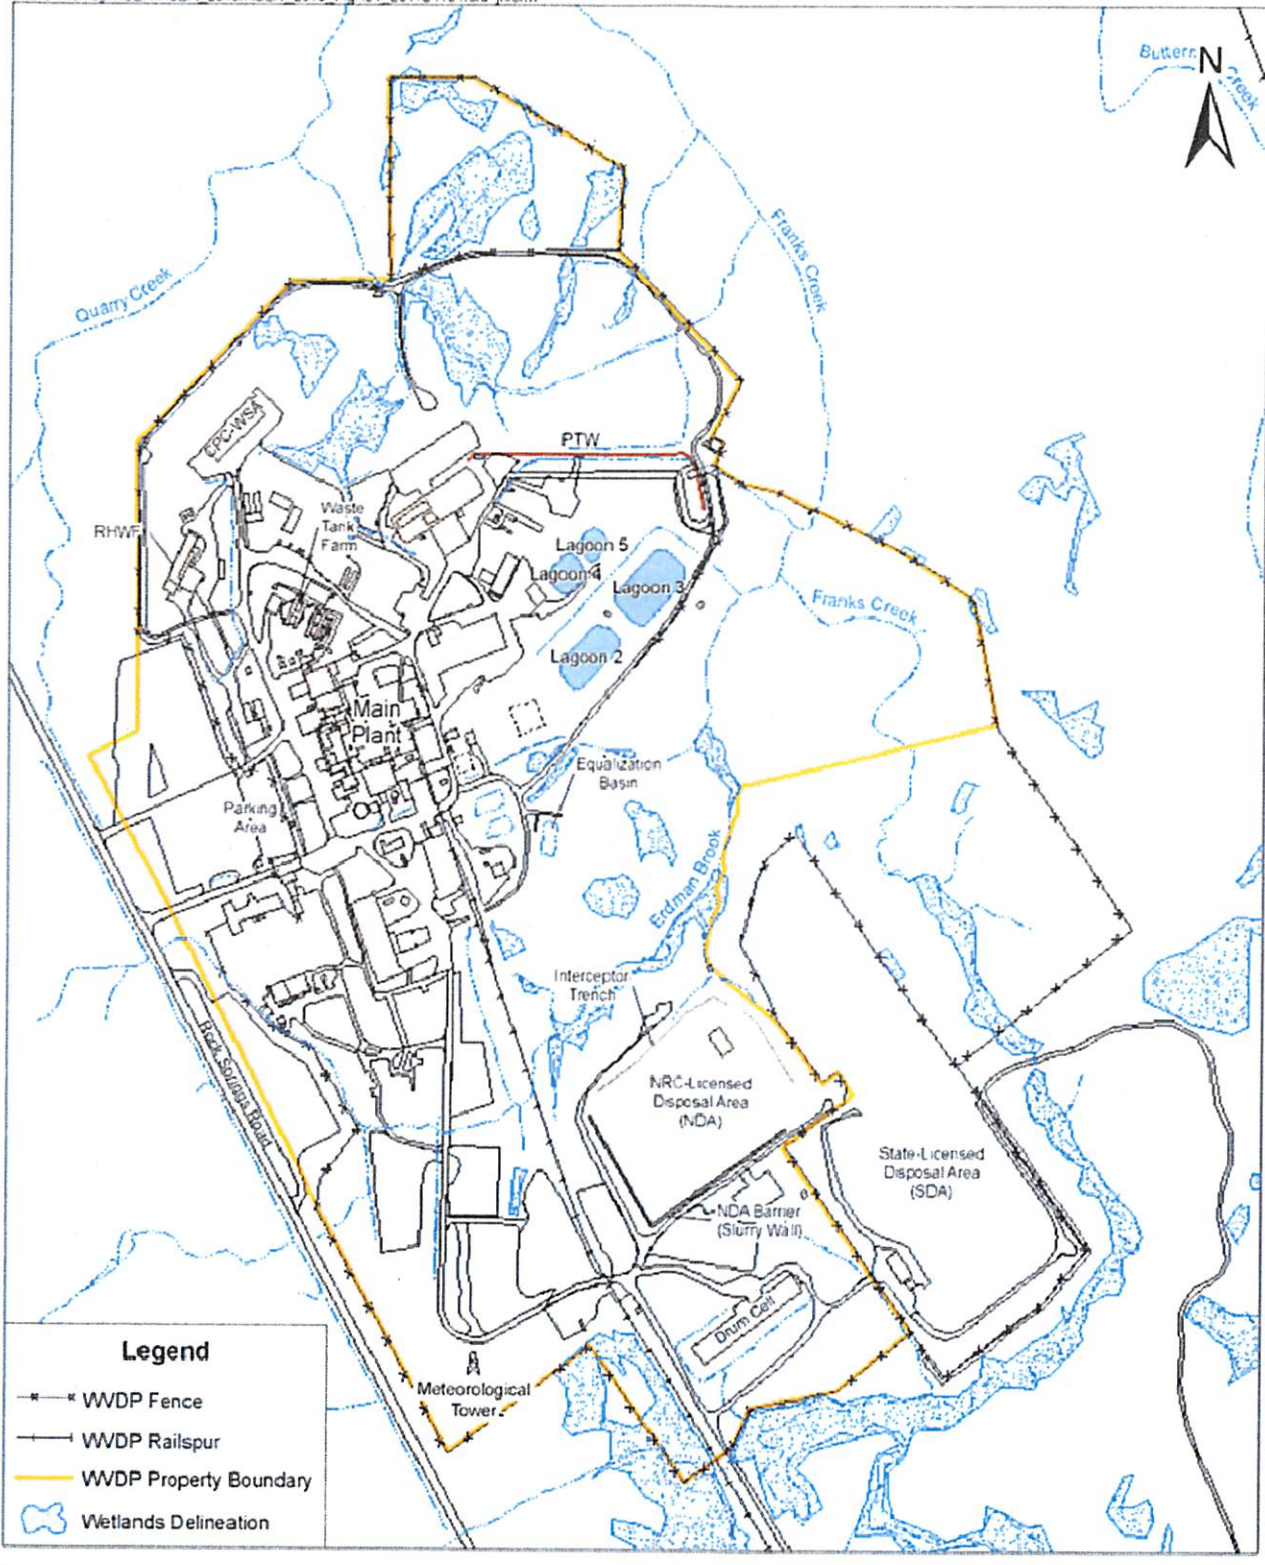 N
Quarry Creek
Franks Creek
CPC-WSA
PTW
RHWF
Waste
Tank
Farm
Lagoon 5
Lagoon 4
Lagoon 3
Franks Creek
Lagoon 2
Main
Plant
Equalization
Basin
Parking
Area
Erdman Brook
Interceptor
Trench
Rock Springs Road
NRC-Licensed
Disposal Area
(NDA)
State-Licensed
Disposal Area
(SDA)
NDA Barrier
(Slurry Wall)
Drum Cell
Meteorological
Tower
Legend
WVDP Fence
WVDP Railspur
WVDP Property Boundary
Wetlands Delineation